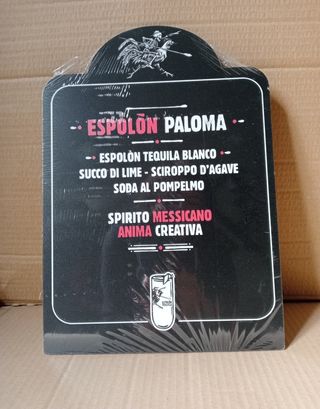 ESPOLÒN PALOMA
ESPOLÒN TEQUILA BLANCO
SUCCO DI LIME - SCIROPPO D'AGAVE
SODA AL POMPELMO
SPIRITO MESSICANO
ANIMA CREATIVA